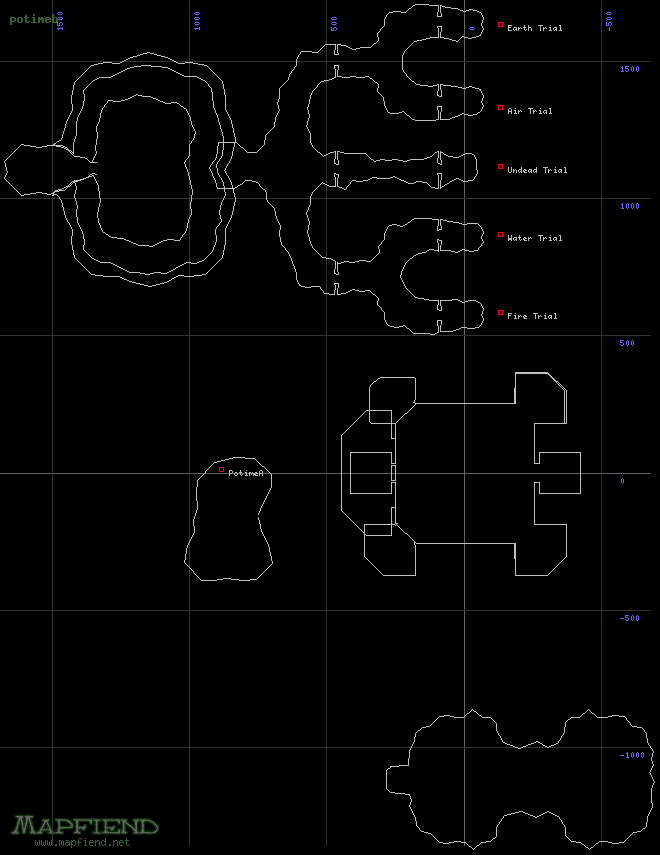 potimeb
1500
1000
500
0
-500
Earth Trial
1500
Air Trial
Undead Trial
1000
Water Trial
Fire Trial
500
PotimeA
0
-500
-1000
MAPFIEND
www.mapfiend.net